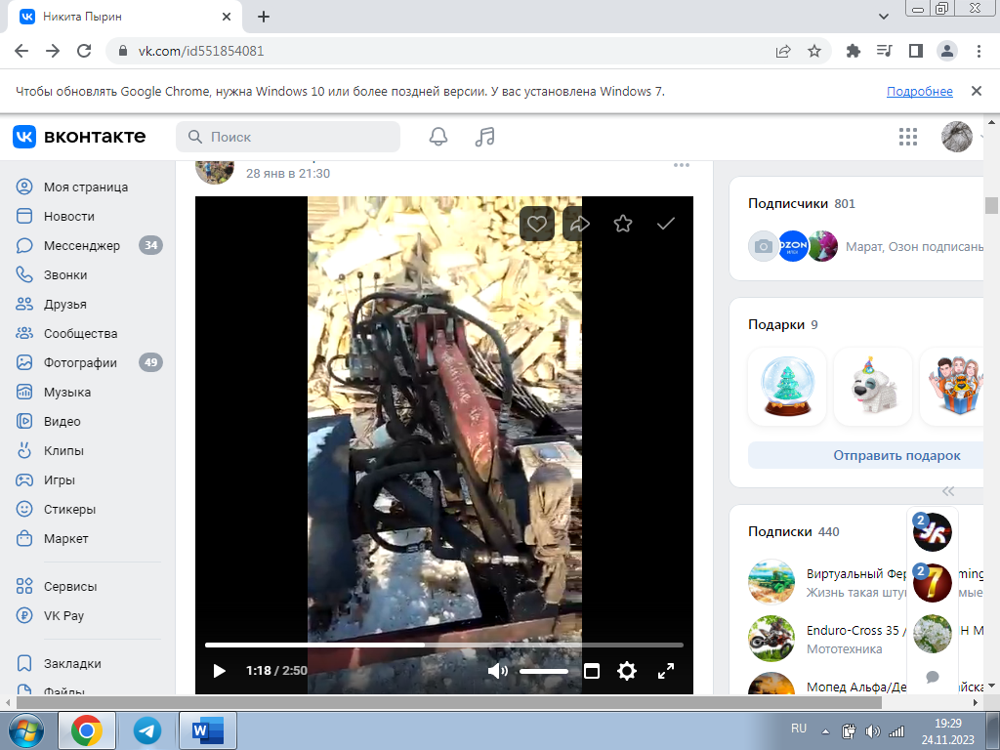 Никита Пырин
vk.com/id551854081
Чтобы обновлять Google Chrome, нужна Windows 10 или более поздней версии. У вас установлена Windows 7.
Подробнее
вконтакте
Поиск
28 янв в 21:30
Моя страница
Новости
Мессенджер 34
Звонки
Друзья
Сообщества
Фотографии 49
Музыка
Видео
Клипы
Игры
Стикеры
Маркет
Сервисы
VK Pay
Закладки
Файлы
1:18 / 2:50
Подписчики 801
OZON
Марат, Озон подписаны
Подарки 9
Отправить подарок
Подписки 440
2
Виртуальный Фер
ming
Жизнь такая шту
мые
2
7
Enduro-Cross 35 /
Н М
Мототехника
Мопед Альфа/Де
йска
W
RU
19:29
24.11.2023